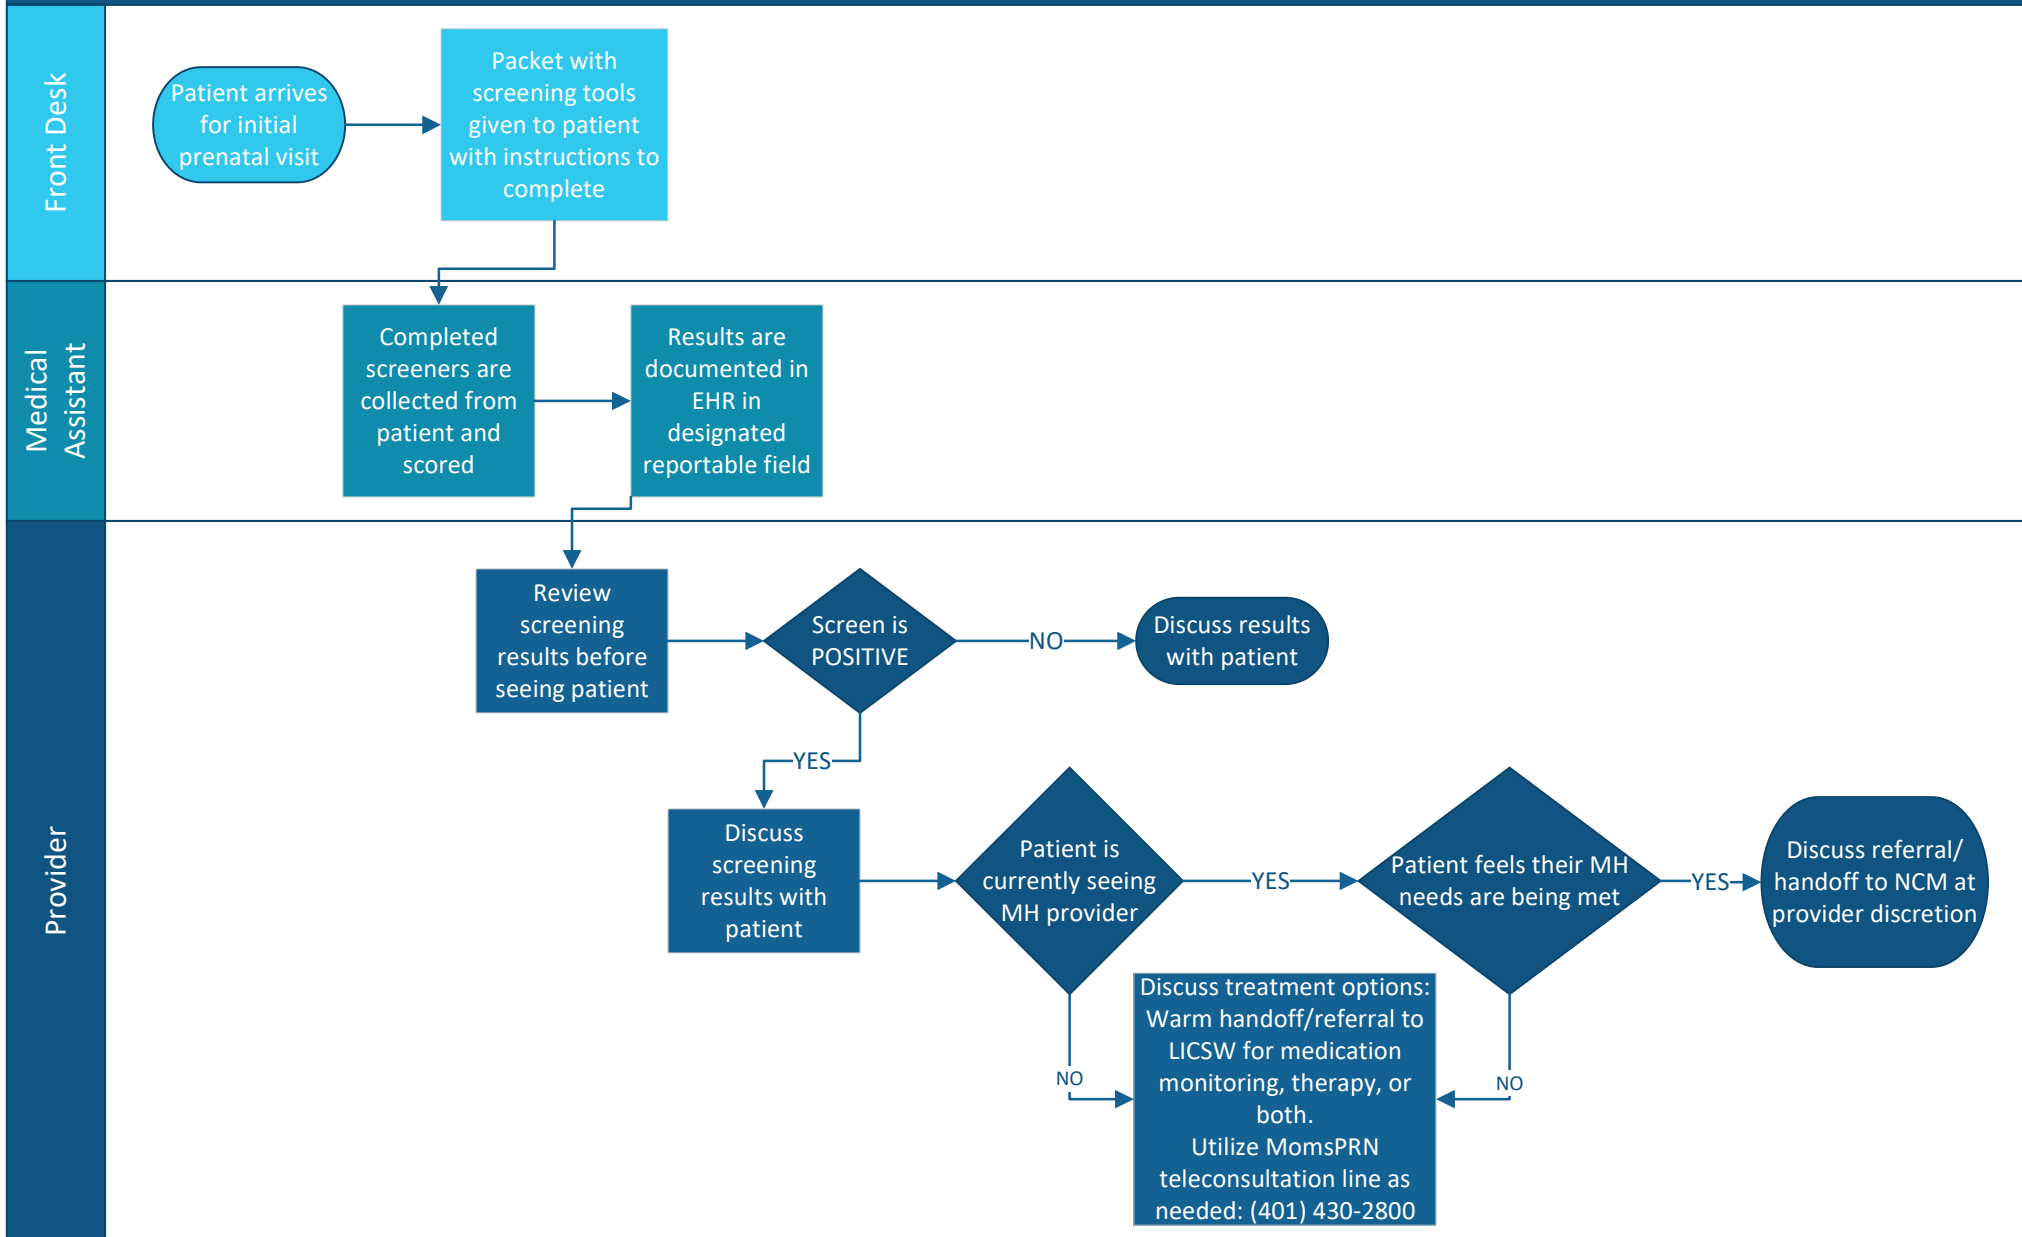 Front Desk
Patient arrives
for initial
prenatal visit
Packet with
screening tools
given to patient
with instructions to
complete
Medical
Assistant
Completed
screeners are
collected from
patient and
scored
Results are
documented in
EHR in
designated
reportable field
Provider
Review
screening
results before
seeing patient
Screen is
POSITIVE
NO
Discuss results
with patient
YES
Discuss
screening
results with
patient
Patient is
currently seeing
MH provider
YES
Patient feels their MH
needs are being met
YES
Discuss referral/
handoff to NCM at
provider discretion
NO
Discuss treatment options:
Warm handoff/referral to
LICSW for medication
monitoring, therapy, or
both.
Utilize MomsPRN
teleconsultation line as
needed: (401) 430-2800
NO